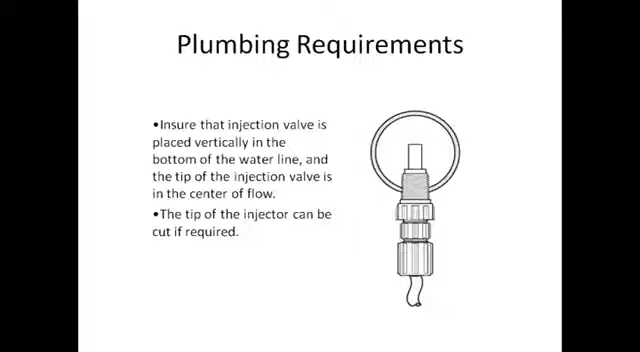 Plumbing Requirements
•Insure that injection valve is
placed vertically in the
bottom of the water line, and
the tip of the injection valve is
in the center of flow.
•The tip of the injector can be
cut if required.